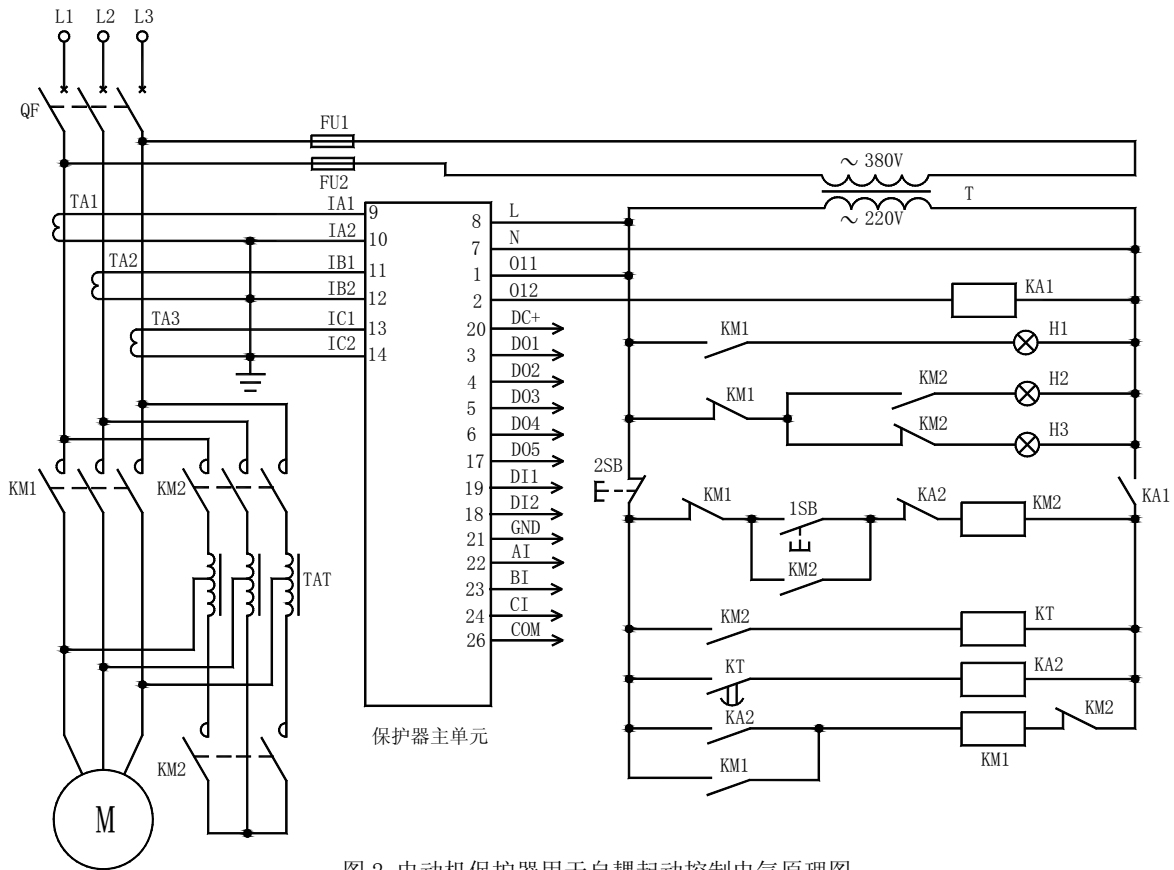 L1 L2 L3
QF
FU1
FU2
～ 380V
T
～ 220V
TA1
TA2
TA3
IA1
IA2
IB1
IB2
IC1
IC2
9
10
11
12
13
14
8 L
7 N
1 O11
2 O12
20 DC+
3 DO1
4 DO2
5 DO3
6 DO4
17 DO5
19 DI1
18 DI2
21 GND
22 AI
23 BI
24 CI
26 COM
保护器主单元
KA1
KM1 H1
KM1 KM2 H2
KM2 H3
2SB
KA1
KM1 1SB KA2 KM2
KM2
KM2 KT
KT KA2
KA2 KM1 KM2
KM1
KM1 KM2
TAT
KM2
M